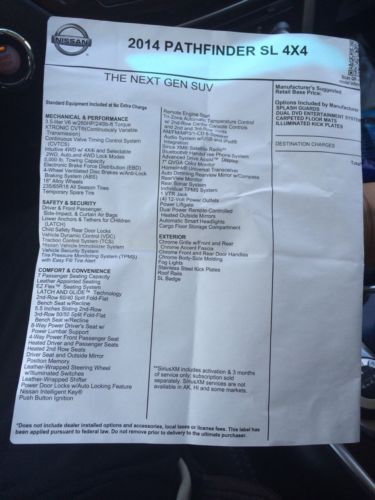 NISSAN
2014 PATHFINDER SL 4X4
THE NEXT GEN SUV
Standard Equipment Included at No Extra Charge
MECHANICAL & PERFORMANCE
3.5-liter V6 w/260HP/240lb-ft Torque
XTRONIC CVT®(Continuously Variable
Transmission)
Continuous Valve Timing Control System
(CVTCS)
Intuitive 4WD w/ 4X4i and Selectable
2WD, Auto, and 4WD Lock Modes
5,000 lb. Towing Capacity
Electronic Brake Force Distribution (EBD)
4-Wheel Ventilated Disc Brakes w/Anti-Lock
Braking System (ABS)
18" Alloy Wheels
235/65R18 All Season Tires
Temporary Spare Tire
SAFETY & SECURITY
Driver & Front Passenger,
Side-Impact, & Curtain Air Bags
Lower Anchors & Tethers for Children
(LATCH)
Child Safety Rear Door Locks
Vehicle Dynamic Control (VDC)
Traction Control System (TCS)
Nissan Vehicle Immobilizer System
Vehicle Security System
Tire Pressure Monitoring System (TPMS)
with Easy Fill Tire Alert
COMFORT & CONVENIENCE
7 Passenger Seating Capacity
Leather Appointed Seating
EZ Flex™ Seating System
LATCH AND GLIDE™ Technology
2nd-Row 60/40 Split Fold-Flat
Bench Seat w/Recline
5.5 Inches Sliding 2nd-Row
3rd-Row 50/50 Split Fold-Flat
Bench Seat w/Recline
8-Way Power Driver's Seat w/
Power Lumbar Support
4-Way Power Front Passenger Seat
Heated Driver and Passenger Seats
Heated 2nd Row Seats
Driver Seat and Outside Mirror
Position Memory
Leather-Wrapped Steering Wheel
w/Illuminated Switches
Leather-Wrapped Shifter
Power Door Locks w/Auto Locking Feature
Nissan Intelligent Key®
Push Button Ignition
Remote Engine Start
Tri-Zone Automatic Temperature Control
w/ 2nd-Row Center Console Controls
and 2nd and 3rd Row Vents
Audio System w/USB and
Integration
Sirius XM® Satellite Radio**
Bluetooth® Handsfree Phone System
Advanced Drive Assist™ Display
7" QVGA Color Monitor
HomeLink® Universal Transceiver
Auto Dimming Rearview Mirror w/Compass
RearView Monitor
Rear Sonar System
Individual TPMS System
1 VTR Jack
(4) 12-Volt Power Outlets
Power Liftgate
Dual Power Remote-Controlled
Heated Outside Mirrors
Automatic Smart Headlights
Cargo Floor Storage Compartment
EXTERIOR
Chrome Grille w/Front and Rear
Chrome Accent Fascia
Chrome Front and Rear Door Handles
Chrome Body-Side Molding
Fog Lights
Stainless Steel Kick Plates
Roof Rails
SL Badge
**SiriusXM includes activation & 3 months
of service only; subscription sold
separately. SiriusXM services are not
available in AK, HI and some markets.
Manufacturer's Suggested
Retail Base Price:
Options Included by Manufacturer
SPLASH GUARDS
DUAL DVD ENTERTAINMENT SYSTEM
CARPETED FLOOR MATS
ILLUMINATED KICK PLATES
DESTINATION CHARGES
*Does not include dealer installed options and accessories, local taxes or license fees. This label has
been applied pursuant to federal law. Do not remove prior to delivery to the ultimate purchaser.